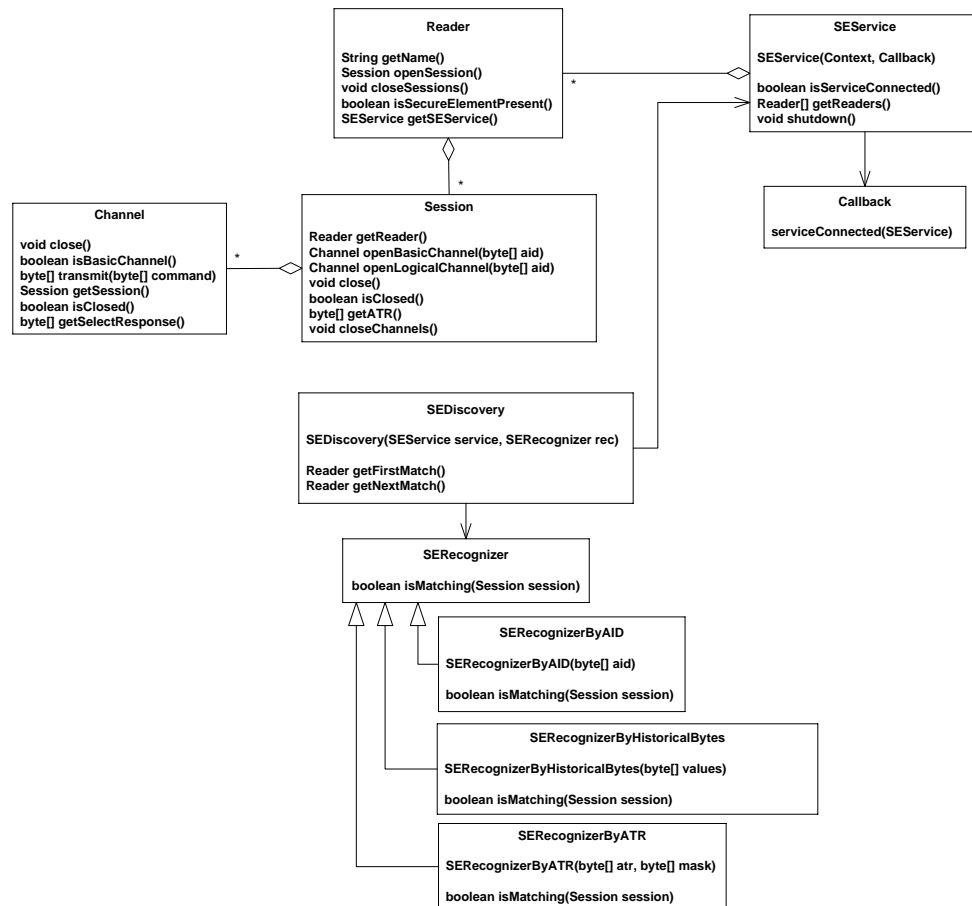 Reader
String getName()
Session openSession()
void closeSessions()
boolean isSecureElementPresent()
SEService getSEService()
SEService
SEService(Context, Callback)
boolean isServiceConnected()
Reader[] getReaders()
void shutdown()
*
*
Callback
serviceConnected(SEService)
Channel
void close()
boolean isBasicChannel()
byte[] transmit(byte[] command)
Session getSession()
boolean isClosed()
byte[] getSelectResponse()
*
Session
Reader getReader()
Channel openBasicChannel(byte[] aid)
Channel openLogicalChannel(byte[] aid)
void close()
boolean isClosed()
byte[] getATR()
void closeChannels()
SEDiscovery
SEDiscovery(SEService service, SERecognizer rec)
Reader getFirstMatch()
Reader getNextMatch()
SERecognizer
boolean isMatching(Session session)
SERecognizerByAID
SERecognizerByAID(byte[] aid)
boolean isMatching(Session session)
SERecognizerByHistoricalBytes
SERecognizerByHistoricalBytes(byte[] values)
boolean isMatching(Session session)
SERecognizerByATR
SERecognizerByATR(byte[] atr, byte[] mask)
boolean isMatching(Session session)